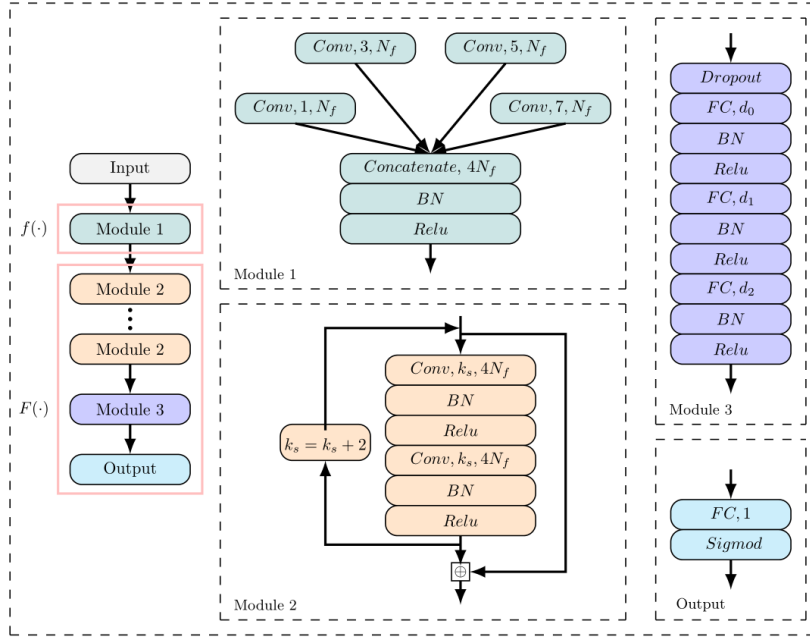 Input
f(·)
Module 1
Module 2
Module 2
F(·)
Module 3
Output
Conv, 3, N_f
Conv, 5, N_f
Conv, 1, N_f
Conv, 7, N_f
Concatenate, 4N_f
BN
Relu
Module 1
Conv, k_s, 4N_f
BN
Relu
k_s = k_s + 2
Conv, k_s, 4N_f
BN
Relu
⊕
Module 2
Dropout
FC, d_0
BN
Relu
FC, d_1
BN
Relu
FC, d_2
BN
Relu
Module 3
FC, 1
Sigmod
Output